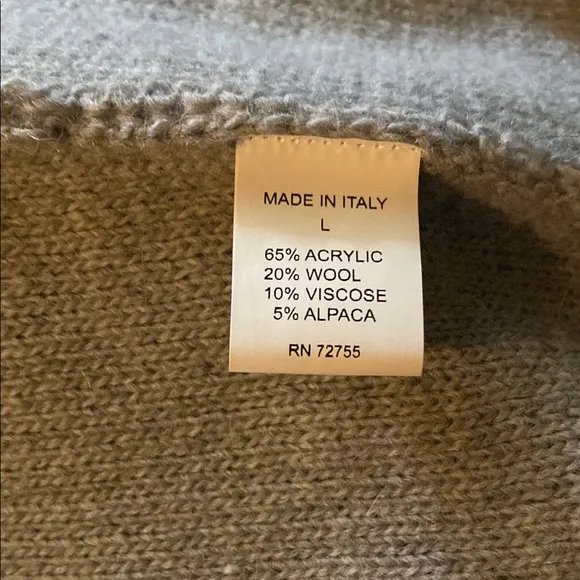 MADE IN ITALY
L
65% ACRYLIC
20% WOOL
10% VISCOSE
5% ALPACA
RN 72755